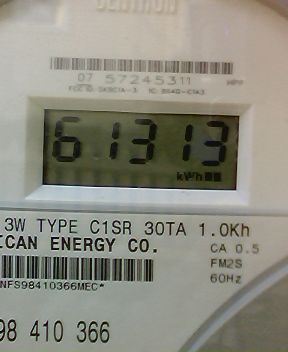 CENTRON
07 57245311
61313
kWh
3W TYPE C1SR 30TA 1.0Kh
ICAN ENERGY CO.
CA 0.5
FM2S
60Hz
NFS98410366MEC*
98 410 366